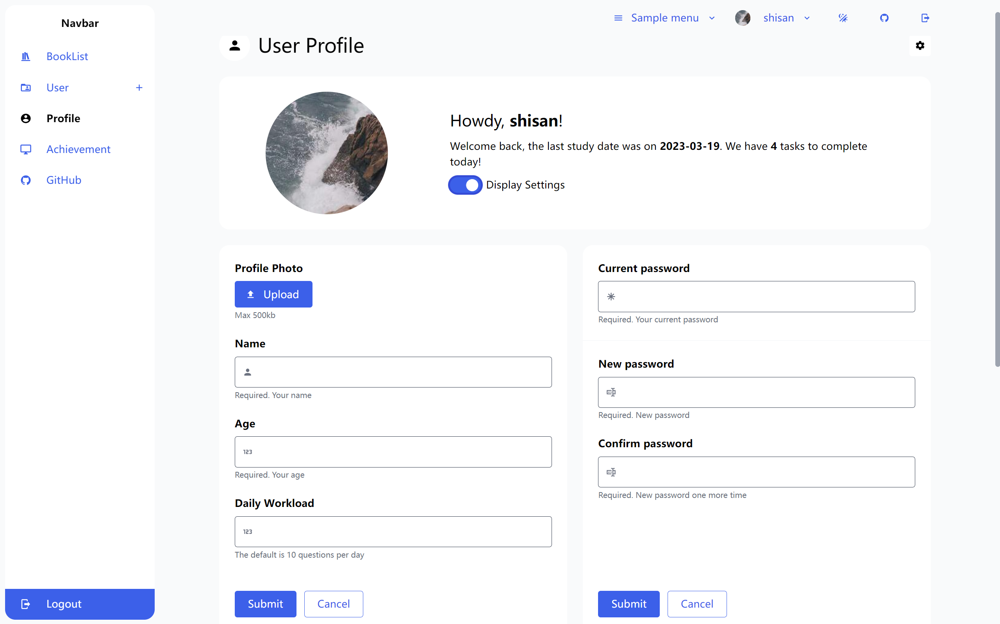 Navbar
BookList
User
Profile
Achievement
GitHub
Logout
Sample menu
shisan
User Profile
Howdy, shisan!
Welcome back, the last study date was on 2023-03-19. We have 4 tasks to complete
today!
Display Settings
Profile Photo
Upload
Max 500kb
Name
Required. Your name
Age
123
Required. Your age
Daily Workload
123
The default is 10 questions per day
Submit Cancel
Current password
Required. Your current password
New password
Required. New password
Confirm password
Required. New password one more time
Submit Cancel